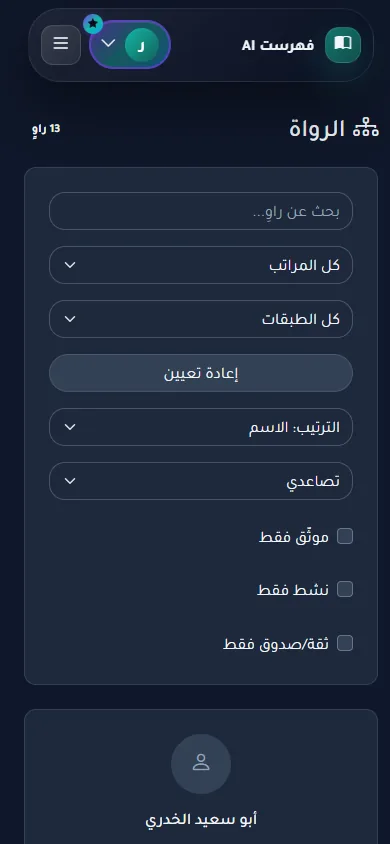 فهرست AI
ر
الرواة
13 راوٍ
بحث عن راوٍ...
كل المراتب
كل الطبقات
إعادة تعيين
الترتيب: الاسم
تصاعدي
موثّق فقط
نشط فقط
ثقة/صدوق فقط
أبو سعيد الخدري